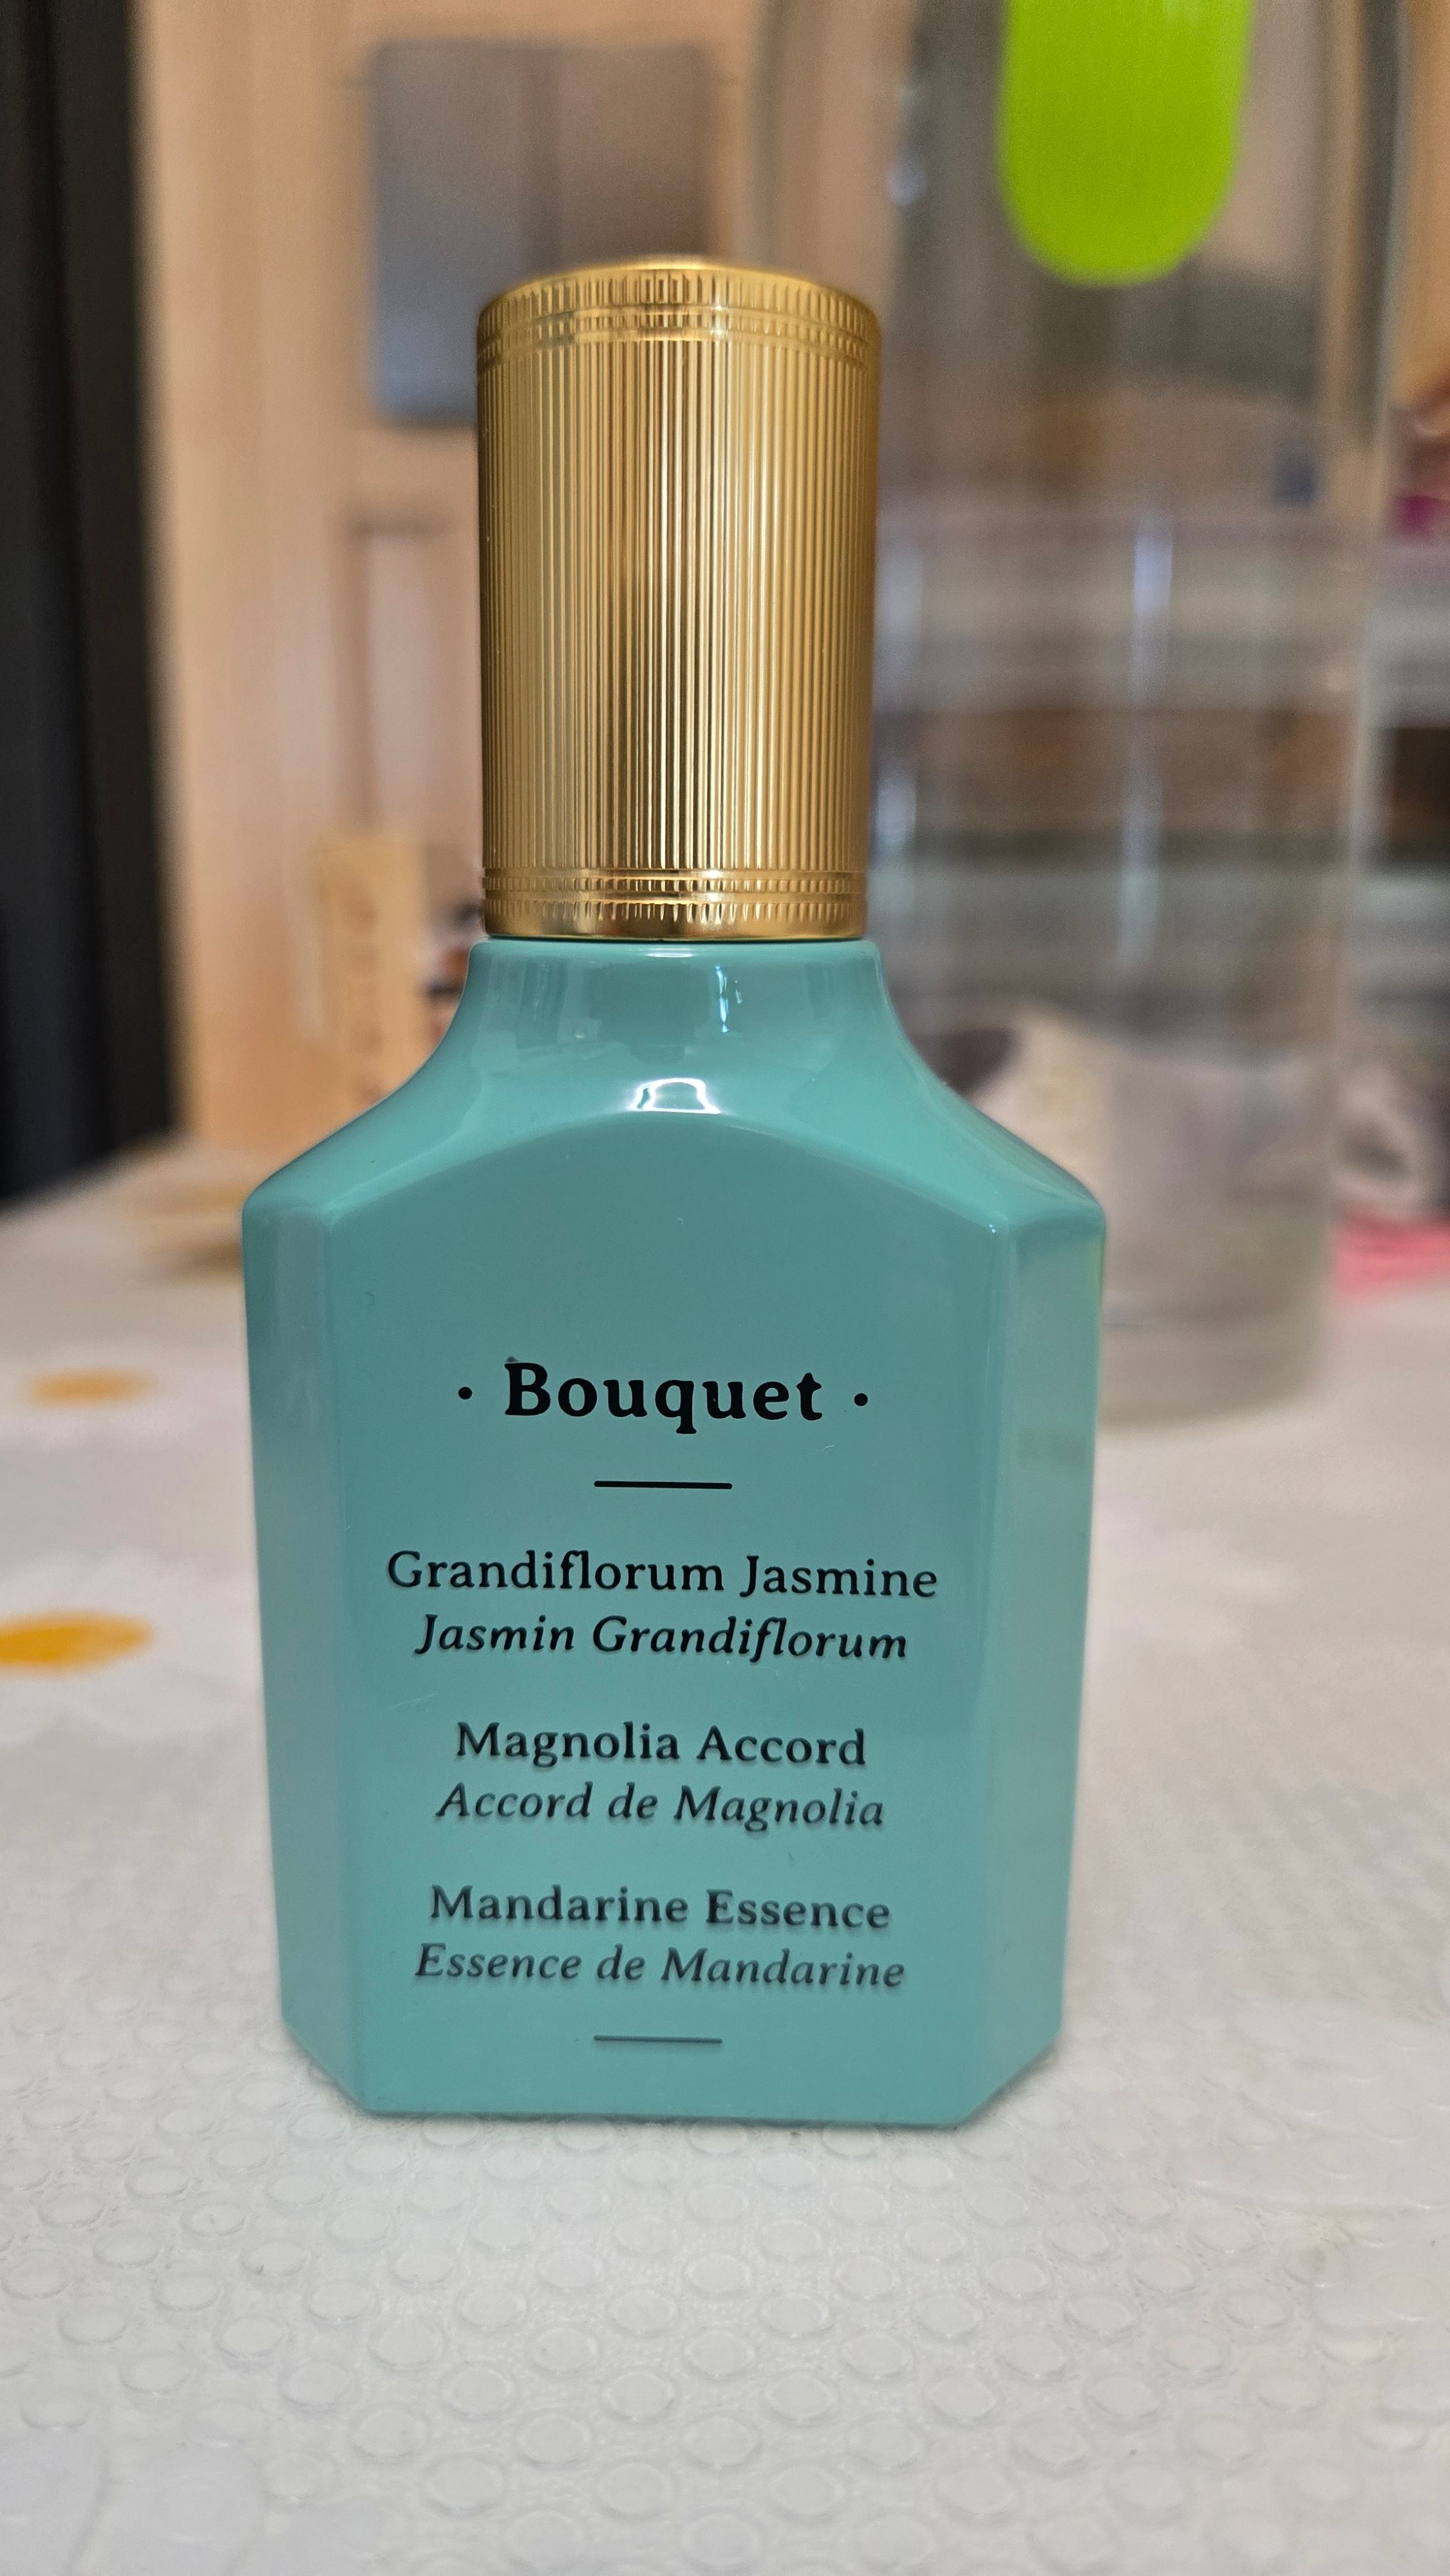 · Bouquet ·
Grandiflorum Jasmine
Jasmin Grandiflorum
Magnolia Accord
Accord de Magnolia
Mandarine Essence
Essence de Mandarine